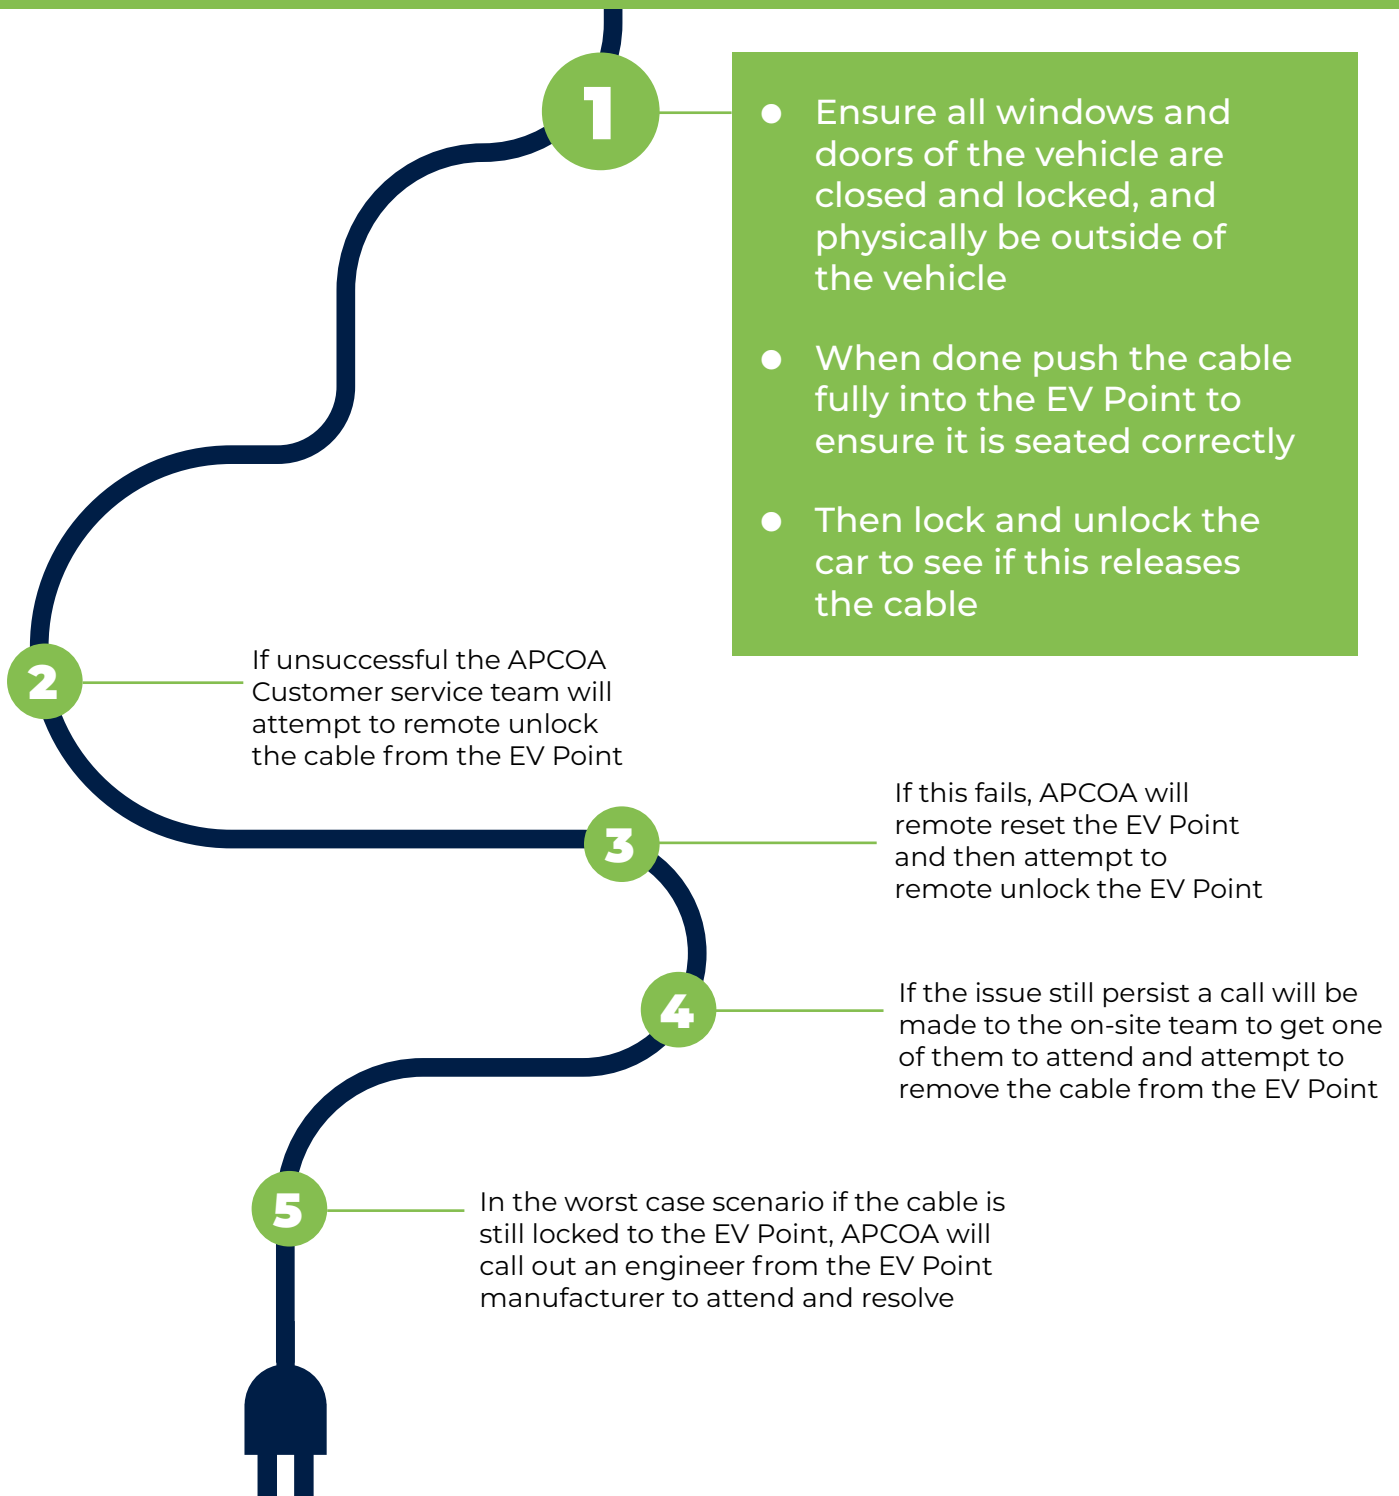 1
● Ensure all windows and
doors of the vehicle are
closed and locked, and
physically be outside of
the vehicle
● When done push the cable
fully into the EV Point to
ensure it is seated correctly
● Then lock and unlock the
car to see if this releases
the cable
2
If unsuccessful the APCOA
Customer service team will
attempt to remote unlock
the cable from the EV Point
3
If this fails, APCOA will
remote reset the EV Point
and then attempt to
remote unlock the EV Point
4
If the issue still persist a call will be
made to the on-site team to get one
of them to attend and attempt to
remove the cable from the EV Point
5
In the worst case scenario if the cable is
still locked to the EV Point, APCOA will
call out an engineer from the EV Point
manufacturer to attend and resolve